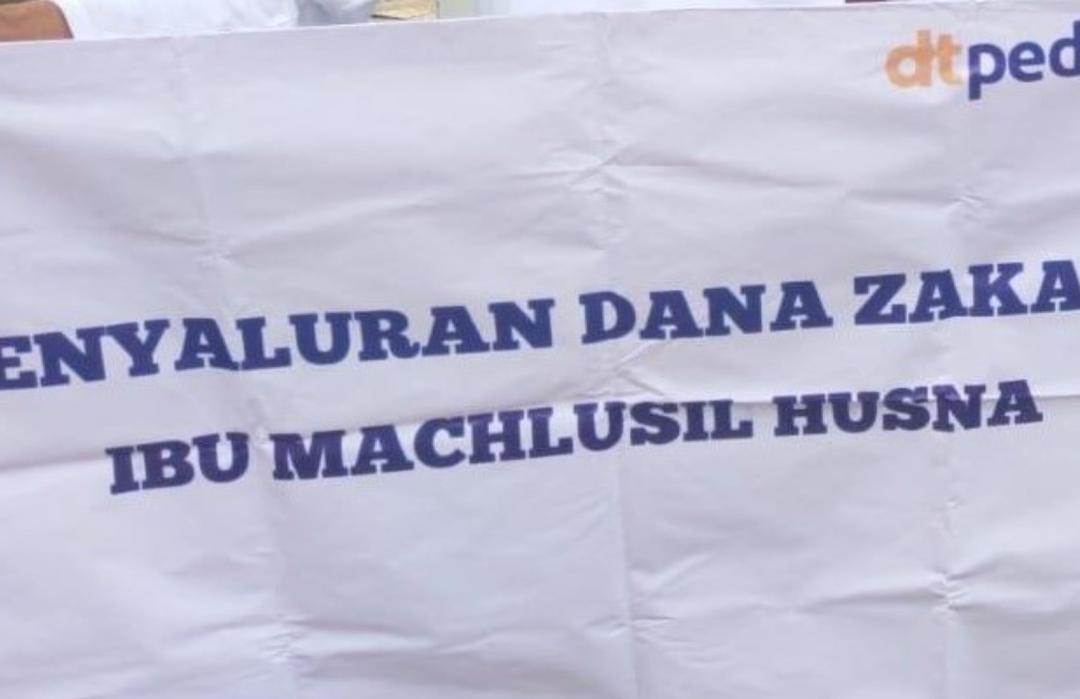 dtped
ENYALURAN DANA ZAKA
IBU MACHLUSIL HUSNA